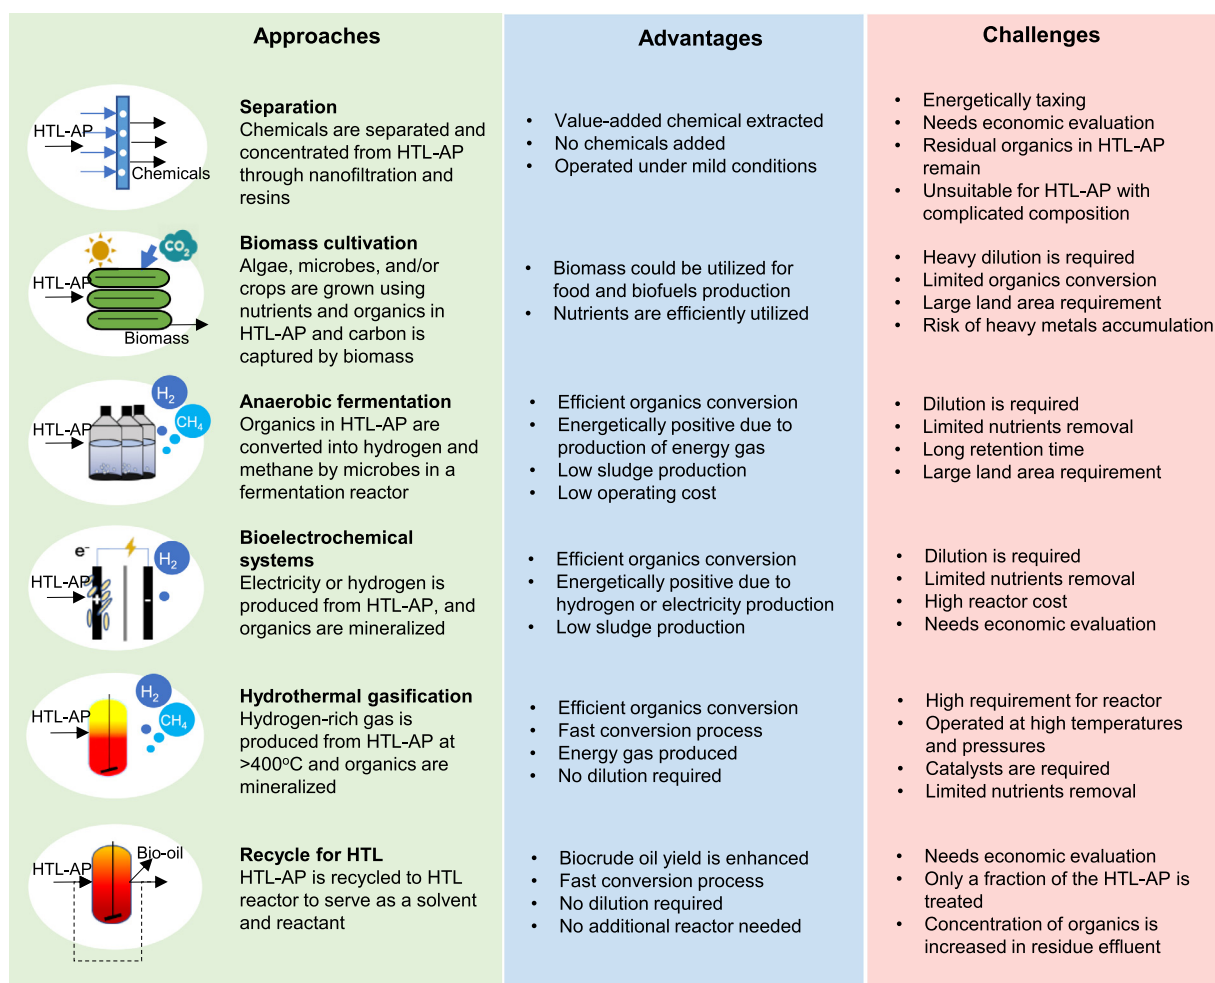 Approaches
Advantages
Challenges
HTL-AP
Chemicals
Separation
Chemicals are separated and
concentrated from HTL-AP
through nanofiltration and
resins
• Value-added chemical extracted
• No chemicals added
• Operated under mild conditions
• Energetically taxing
• Needs economic evaluation
• Residual organics in HTL-AP
remain
• Unsuitable for HTL-AP with
complicated composition
CO2
HTL-AP
Biomass
Biomass cultivation
Algae, microbes, and/or
crops are grown using
nutrients and organics in
HTL-AP and carbon is
captured by biomass
• Biomass could be utilized for
food and biofuels production
• Nutrients are efficiently utilized
• Heavy dilution is required
• Limited organics conversion
• Large land area requirement
• Risk of heavy metals accumulation
H2
CH4
HTL-AP
Anaerobic fermentation
Organics in HTL-AP are
converted into hydrogen and
methane by microbes in a
fermentation reactor
• Efficient organics conversion
• Energetically positive due to
production of energy gas
• Low sludge production
• Low operating cost
• Dilution is required
• Limited nutrients removal
• Long retention time
• Large land area requirement
e-
H2
HTL-AP
Bioelectrochemical
systems
Electricity or hydrogen is
produced from HTL-AP, and
organics are mineralized
• Efficient organics conversion
• Energetically positive due to
hydrogen or electricity production
• Low sludge production
• Dilution is required
• Limited nutrients removal
• High reactor cost
• Needs economic evaluation
H2
CH4
HTL-AP
Hydrothermal gasification
Hydrogen-rich gas is
produced from HTL-AP at
>400oC and organics are
mineralized
• Efficient organics conversion
• Fast conversion process
• Energy gas produced
• No dilution required
• High requirement for reactor
• Operated at high temperatures
and pressures
• Catalysts are required
• Limited nutrients removal
Bio-oil
HTL-AP
Recycle for HTL
HTL-AP is recycled to HTL
reactor to serve as a solvent
and reactant
• Biocrude oil yield is enhanced
• Fast conversion process
• No dilution required
• No additional reactor needed
• Needs economic evaluation
• Only a fraction of the HTL-AP is
treated
• Concentration of organics is
increased in residue effluent